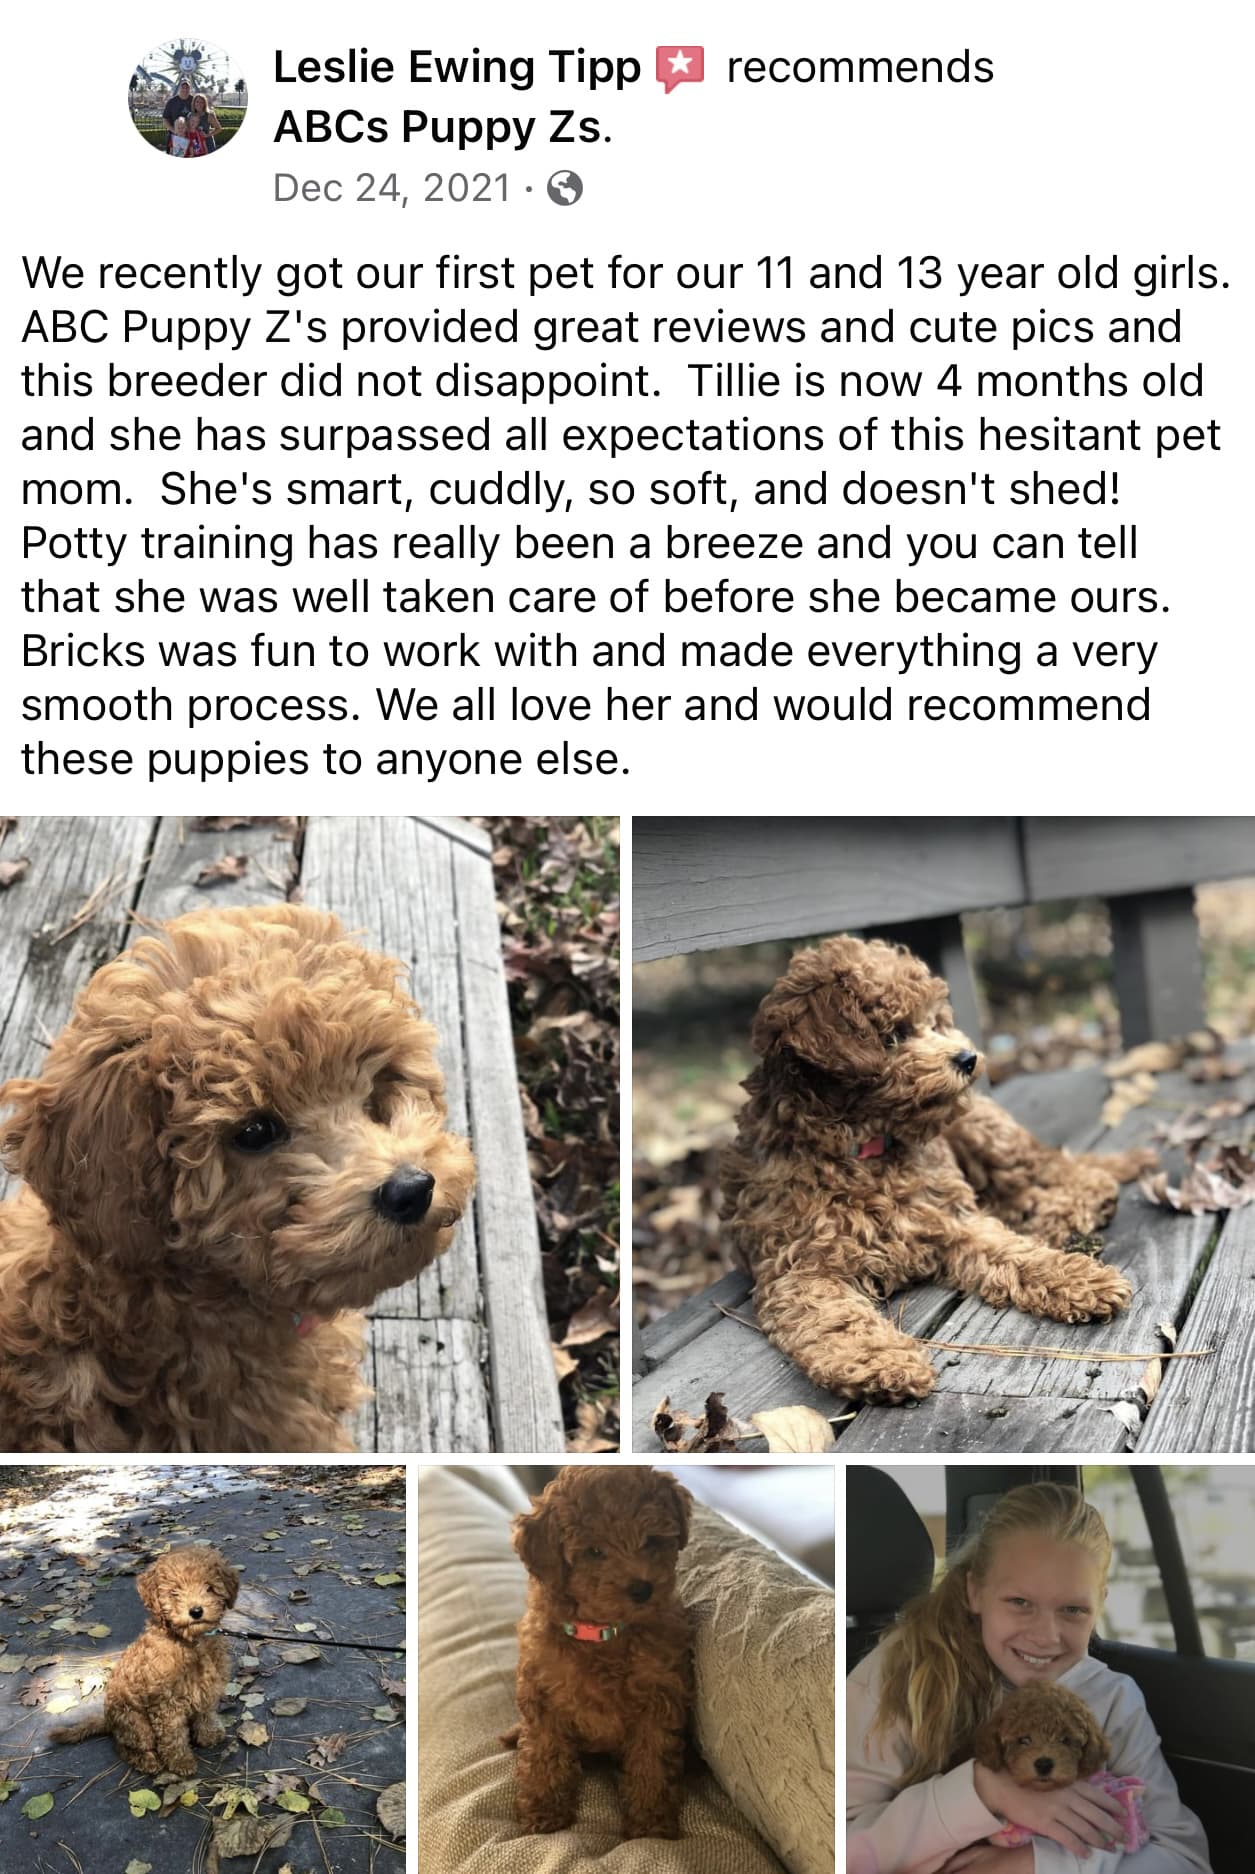 Leslie Ewing Tipp recommends
ABCs Puppy Zs.
Dec 24, 2021 ·
We recently got our first pet for our 11 and 13 year old girls.
ABC Puppy Z's provided great reviews and cute pics and
this breeder did not disappoint.  Tillie is now 4 months old
and she has surpassed all expectations of this hesitant pet
mom.  She's smart, cuddly, so soft, and doesn't shed!
Potty training has really been a breeze and you can tell
that she was well taken care of before she became ours.
Bricks was fun to work with and made everything a very
smooth process. We all love her and would recommend
these puppies to anyone else.